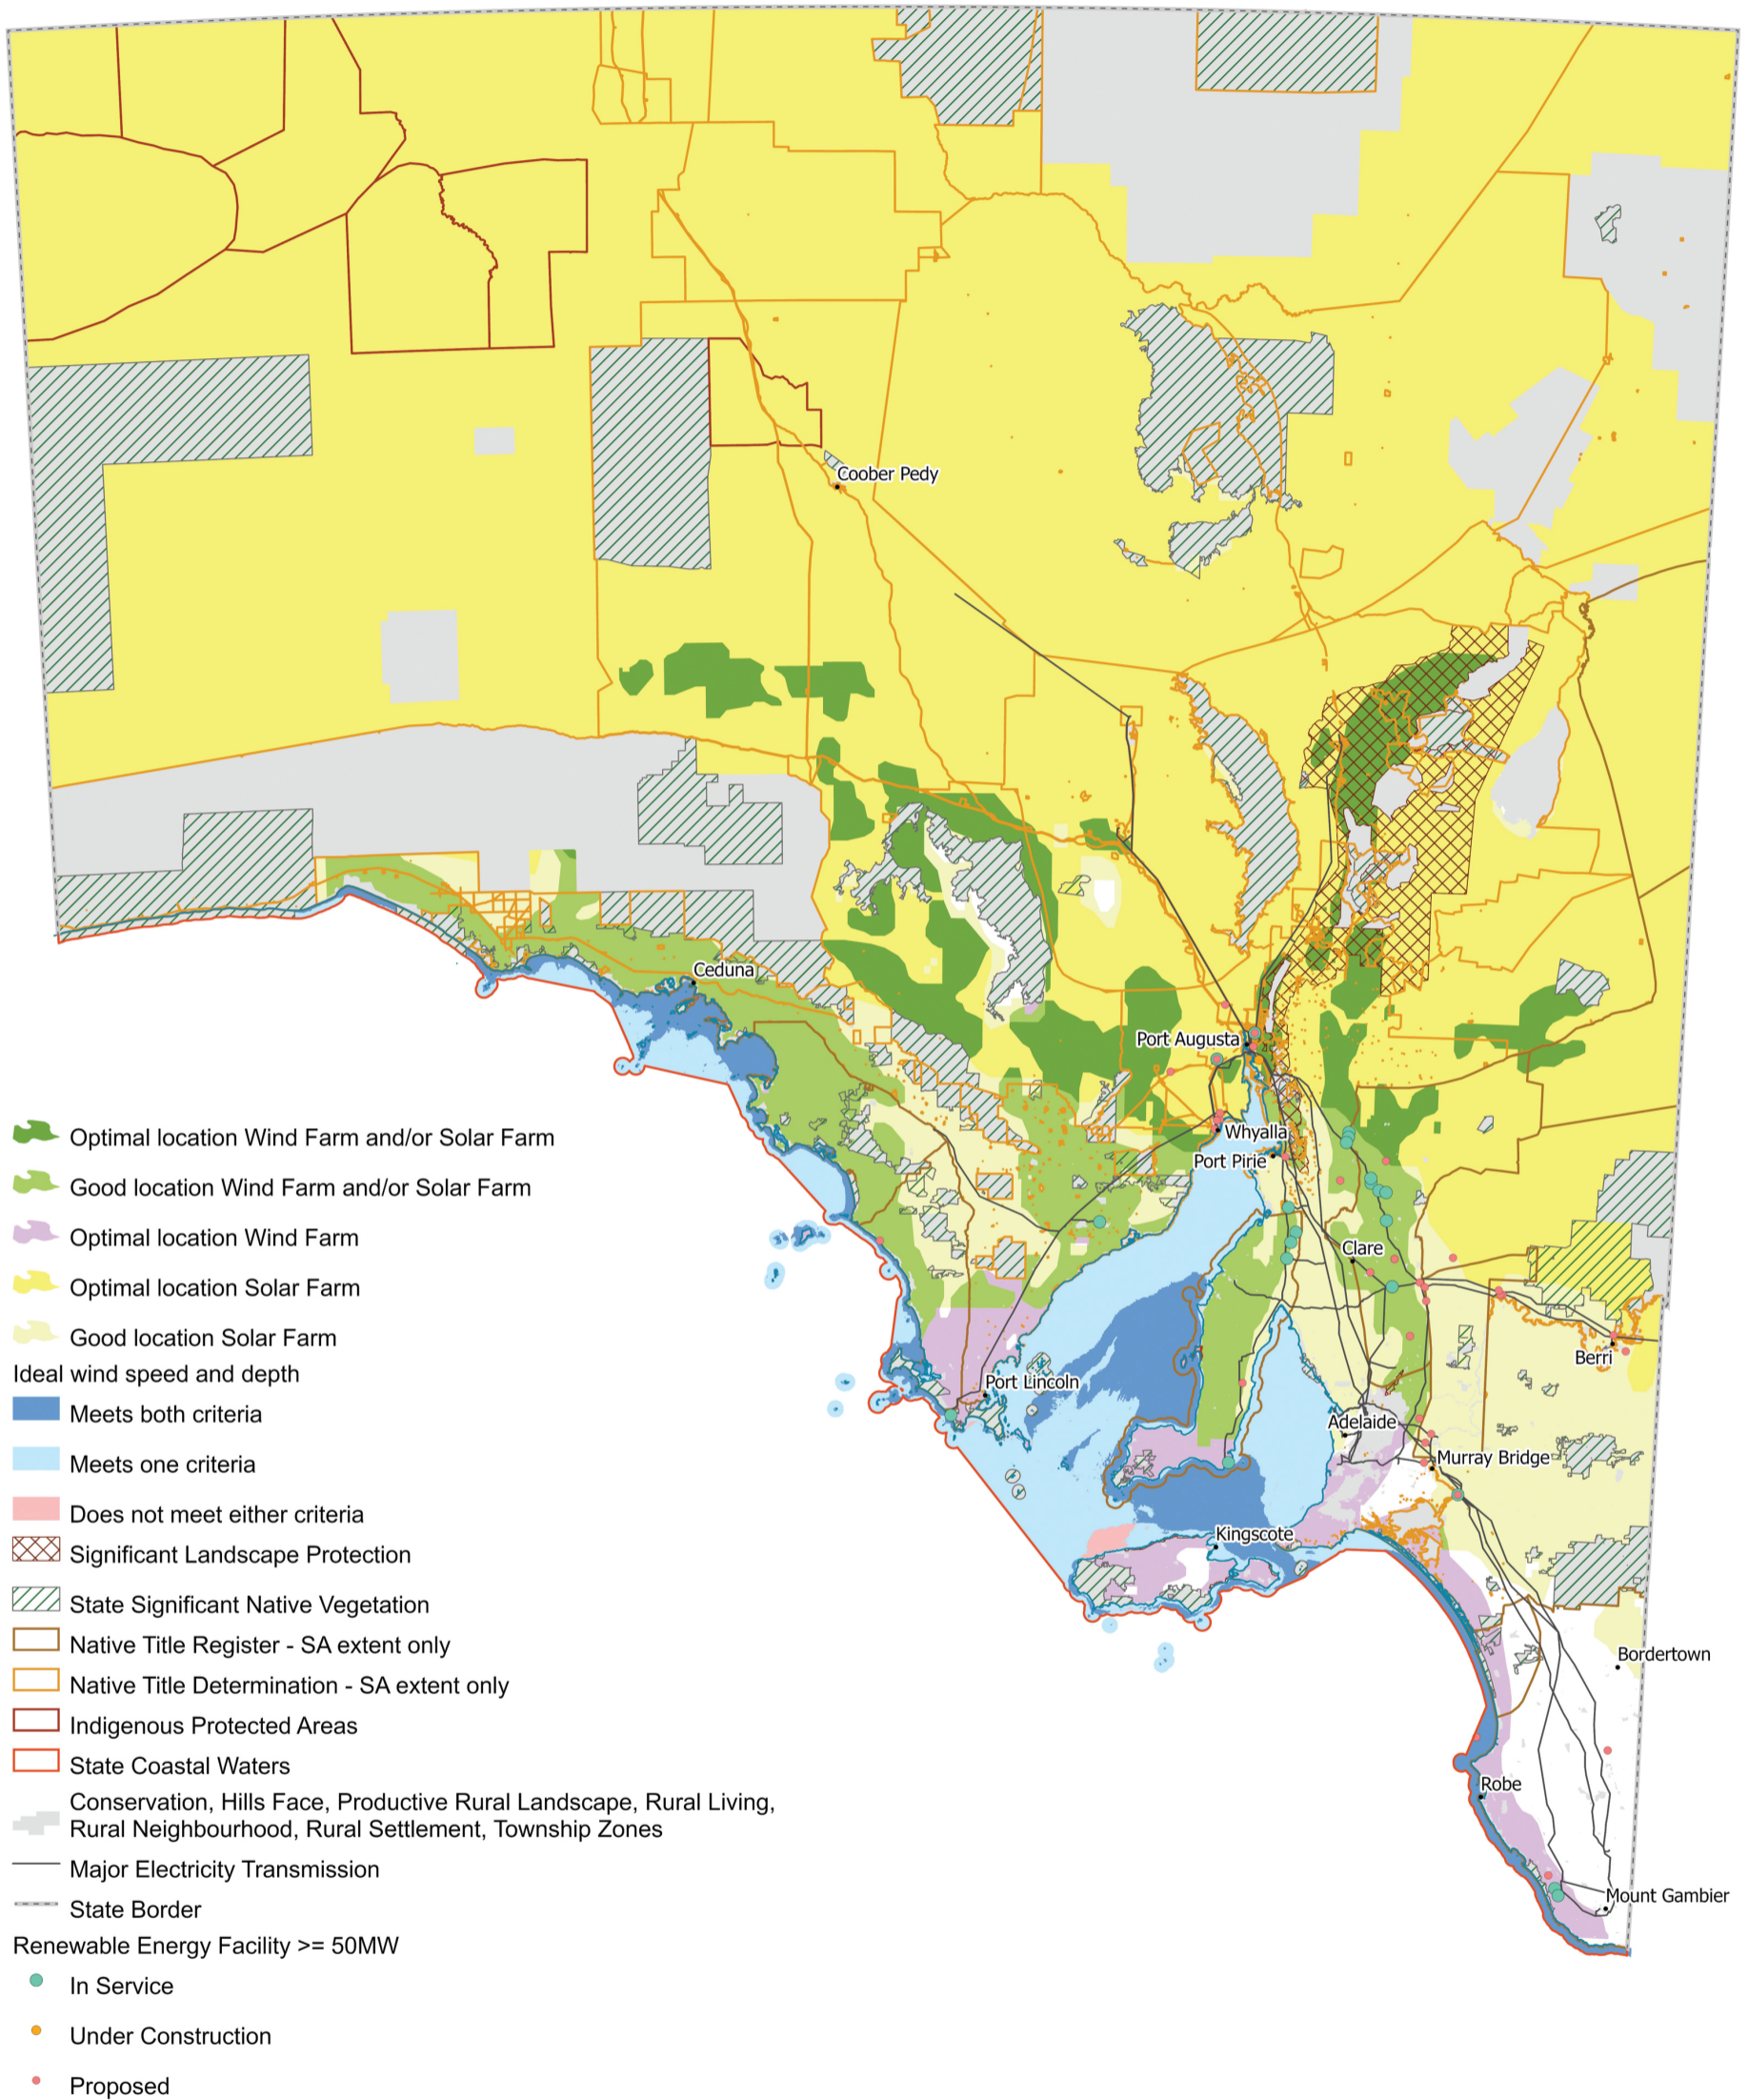 Coober Pedy
Ceduna
Port Augusta
Whyalla
Port Pirie
Clare
Berri
Port Lincoln
Adelaide
Murray Bridge
Kingscote
Bordertown
Robe
Mount Gambier
Optimal location Wind Farm and/or Solar Farm
Good location Wind Farm and/or Solar Farm
Optimal location Wind Farm
Optimal location Solar Farm
Good location Solar Farm
Ideal wind speed and depth
Meets both criteria
Meets one criteria
Does not meet either criteria
Significant Landscape Protection
State Significant Native Vegetation
Native Title Register - SA extent only
Native Title Determination - SA extent only
Indigenous Protected Areas
State Coastal Waters
Conservation, Hills Face, Productive Rural Landscape, Rural Living,
Rural Neighbourhood, Rural Settlement, Township Zones
Major Electricity Transmission
State Border
Renewable Energy Facility >= 50MW
In Service
Under Construction
Proposed